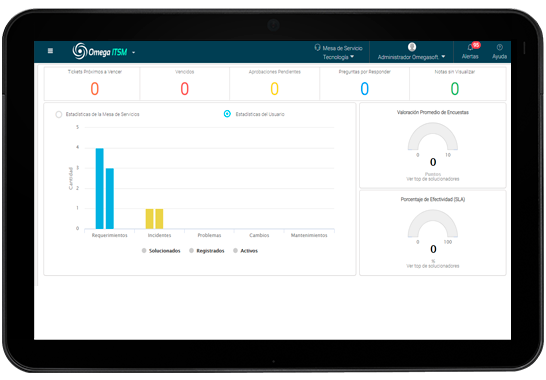 Omega ITSM
Mesa de Servicio
Tecnología
Administrador Omegasoft.
95
Alertas
Ayuda
Tickets Próximos a Vencer
0
Vencidos
0
Aprobaciones Pendientes
0
Preguntas por Responder
0
Notas sin Visualizar
0
Estadísticas de la Mesa de Servicios
Estadísticas del Usuario
Cantidad
5
4
3
2
1
0
Requerimientos
Incidentes
Problemas
Cambios
Mantenimientos
Solucionados
Registrados
Activos
Valoración Promedio de Encuestas
0
10
0
Puntos
Ver top de solucionadores
Porcentaje de Efectividad (SLA)
0
100
0
%
Ver top de solucionadores